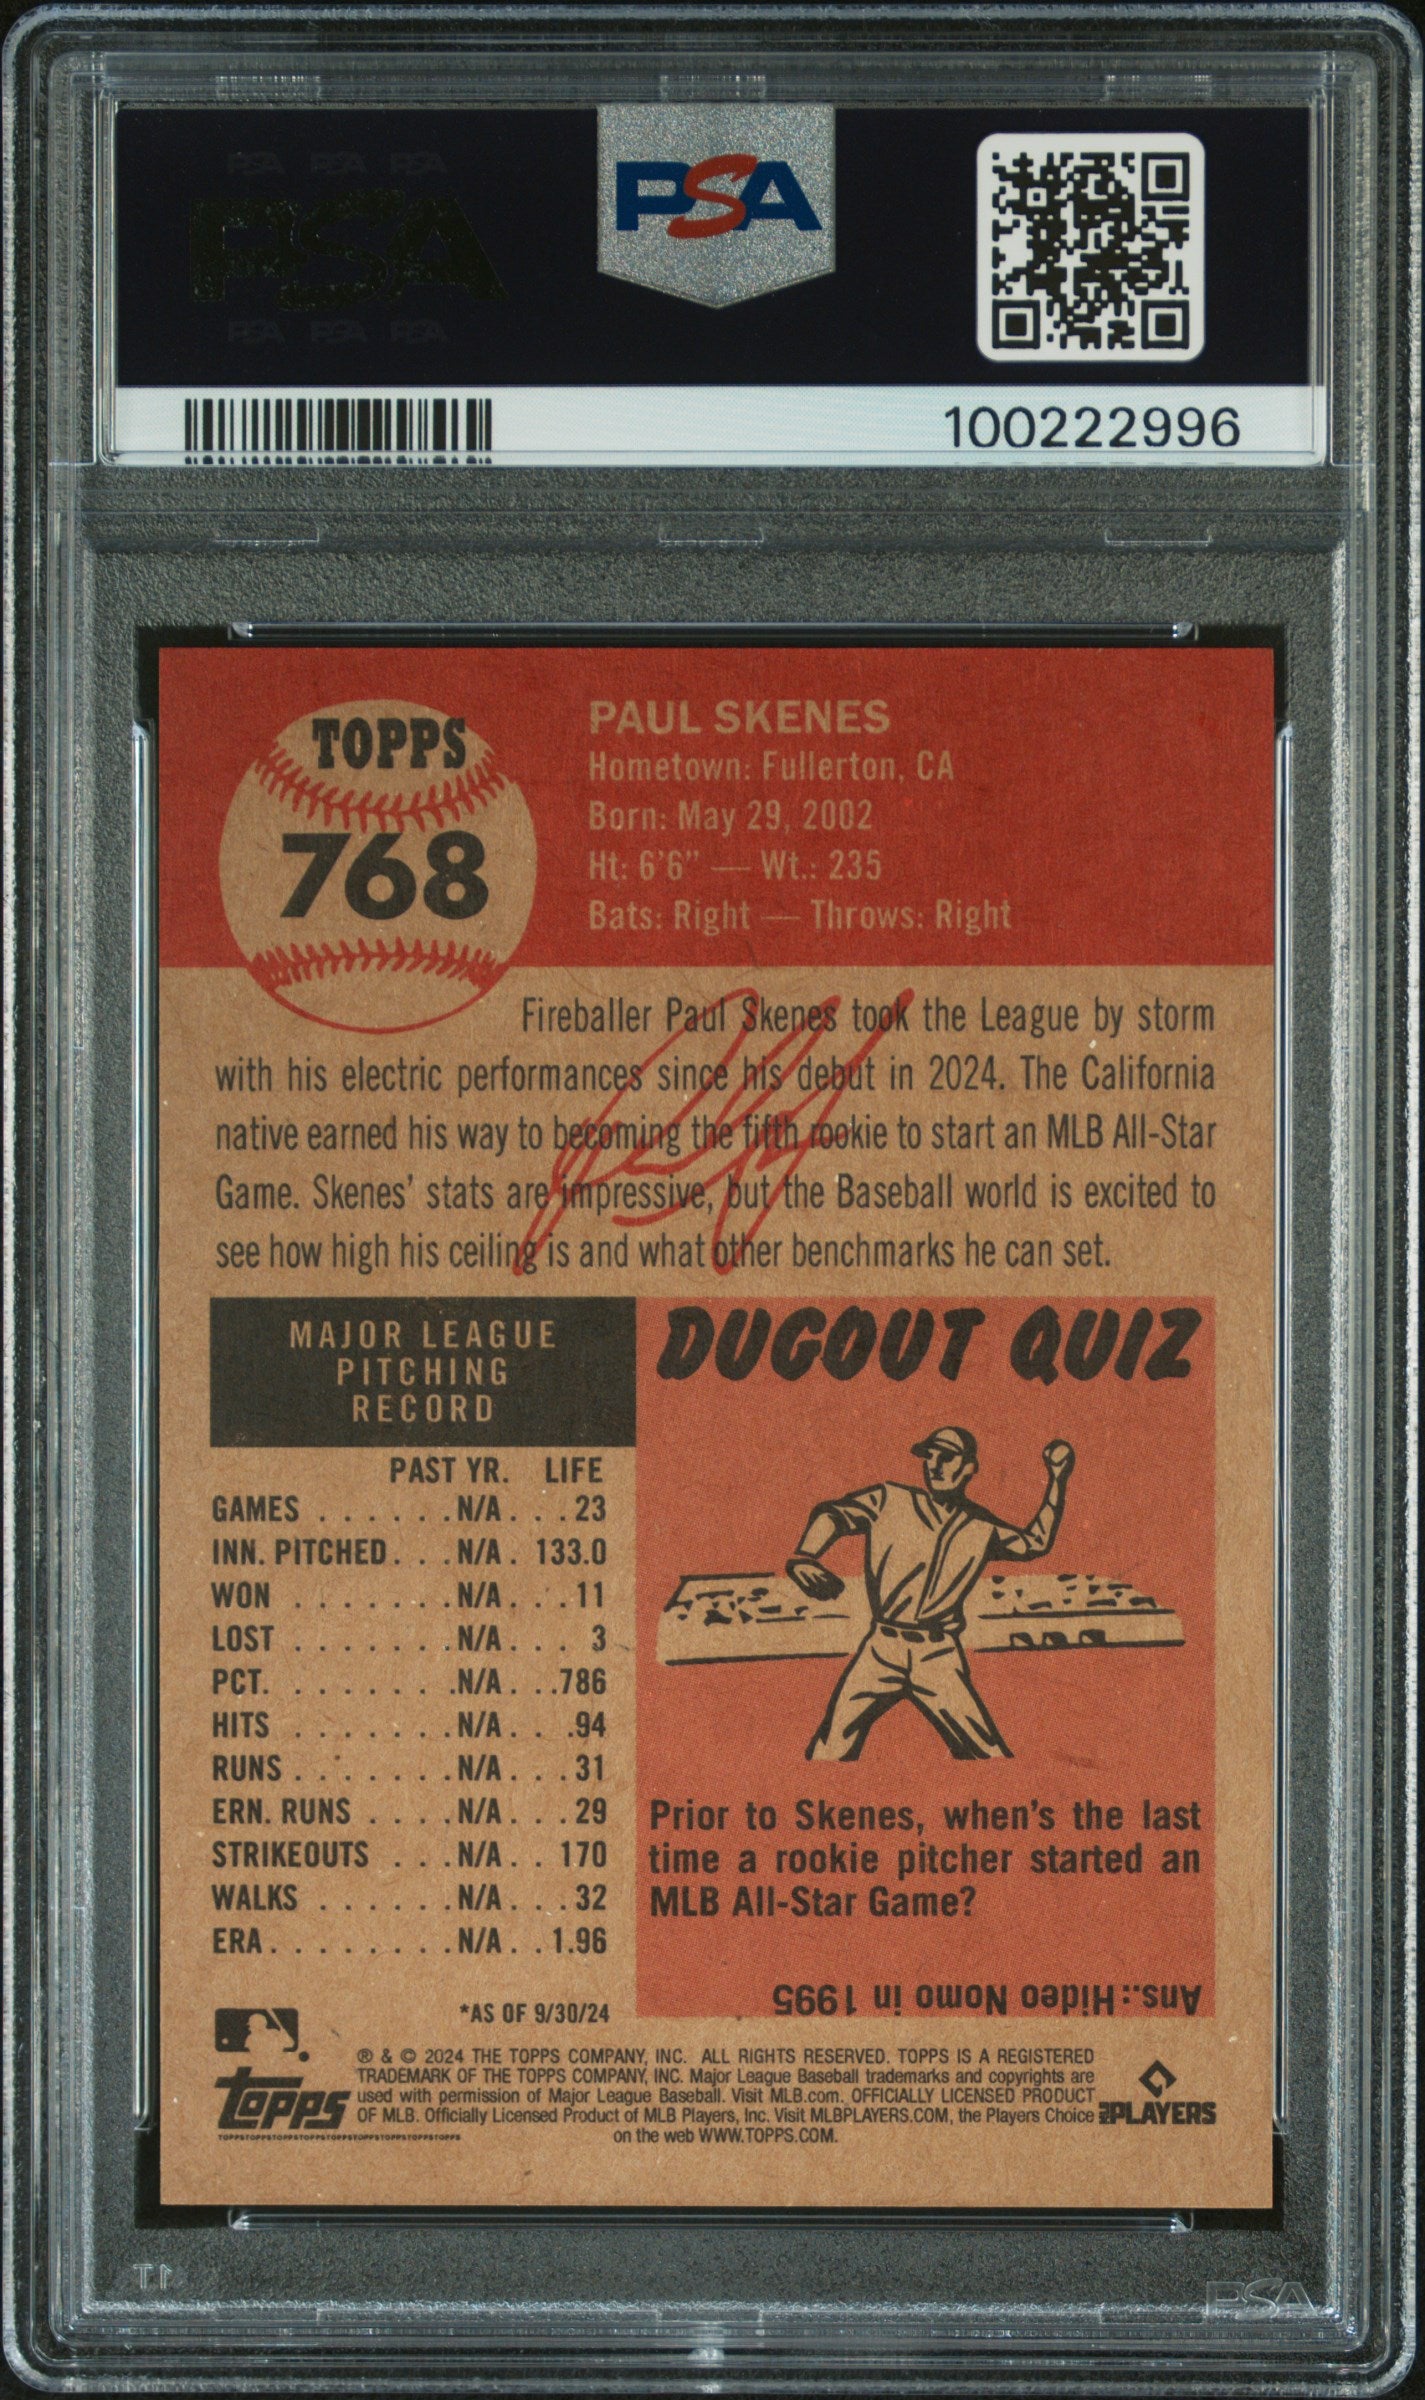 PSA PSA PSA
PSA
PSA PSA PSA
PSA
100222996
TOPPS
768
PAUL SKENES
Hometown: Fullerton, CA
Born: May 29, 2002
Ht: 6'6" — Wt.: 235
Bats: Right — Throws: Right
Fireballer Paul Skenes took the League by storm
with his electric performances since his debut in 2024. The California
native earned his way to becoming the fifth rookie to start an MLB All-Star
Game. Skenes' stats are impressive, but the Baseball world is excited to
see how high his ceiling is and what other benchmarks he can set.
MAJOR LEAGUE
PITCHING
RECORD
PAST YR. LIFE
GAMES . . . . . . N/A . . . 23
INN. PITCHED . . . N/A . 133.0
WON . . . . . . . N/A . . . 11
LOST . . . . . . . N/A . . . 3
PCT. . . . . . . . N/A . . .786
HITS . . . . . . . N/A . . . 94
RUNS . . . . . . . N/A . . . 31
ERN. RUNS . . . . N/A . . . 29
STRIKEOUTS . . . N/A . . 170
WALKS . . . . . . N/A . . . 32
ERA . . . . . . . . N/A . . 1.96
*AS OF 9/30/24
DUGOUT QUIZ
Prior to Skenes, when's the last
time a rookie pitcher started an
MLB All-Star Game?
Ans.: Hideo Nomo in 1995
TOPPS
TOPPSTOPPSTOPPSTOPPSTOPPSTOPPSTOPPSTOPPSTOPPS
® & © 2024 THE TOPPS COMPANY, INC. ALL RIGHTS RESERVED. TOPPS IS A REGISTERED
TRADEMARK OF THE TOPPS COMPANY, INC. Major League Baseball trademarks and copyrights are
used with permission of Major League Baseball. Visit MLB.com. OFFICIALLY LICENSED PRODUCT
OF MLB. Officially Licensed Product of MLB Players, Inc. Visit MLBPLAYERS.COM, the Players Choice
on the web WWW.TOPPS.COM.
PLAYERS
PSA